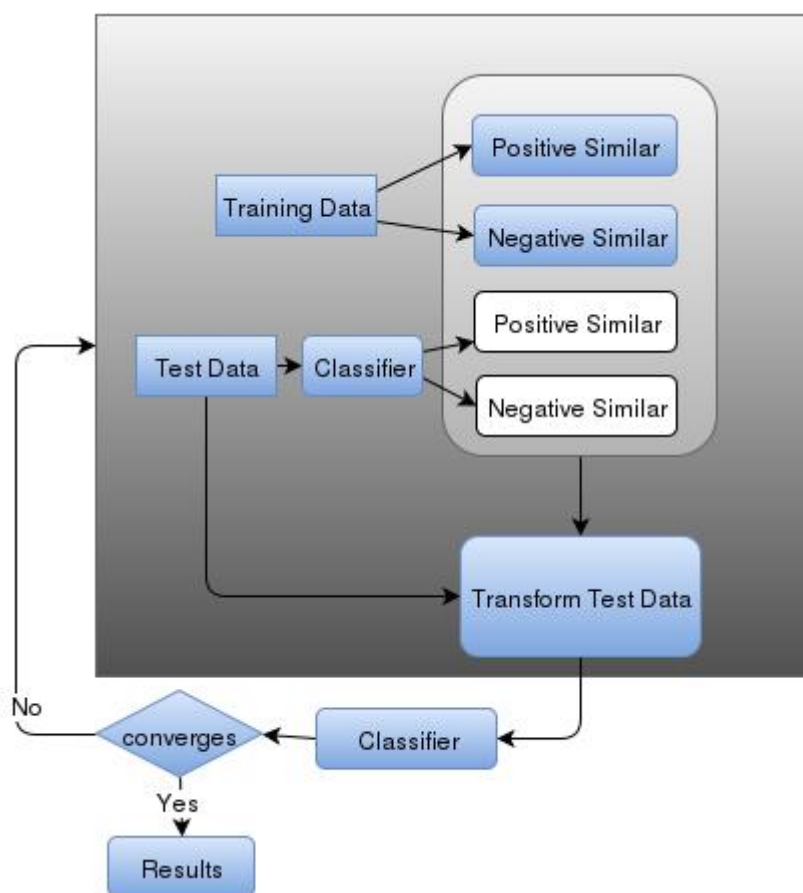 Positive Similar
Training Data
Negative Similar
Positive Similar
Test Data
Classifier
Negative Similar
Transform Test Data
No
converges
Classifier
Yes
Results